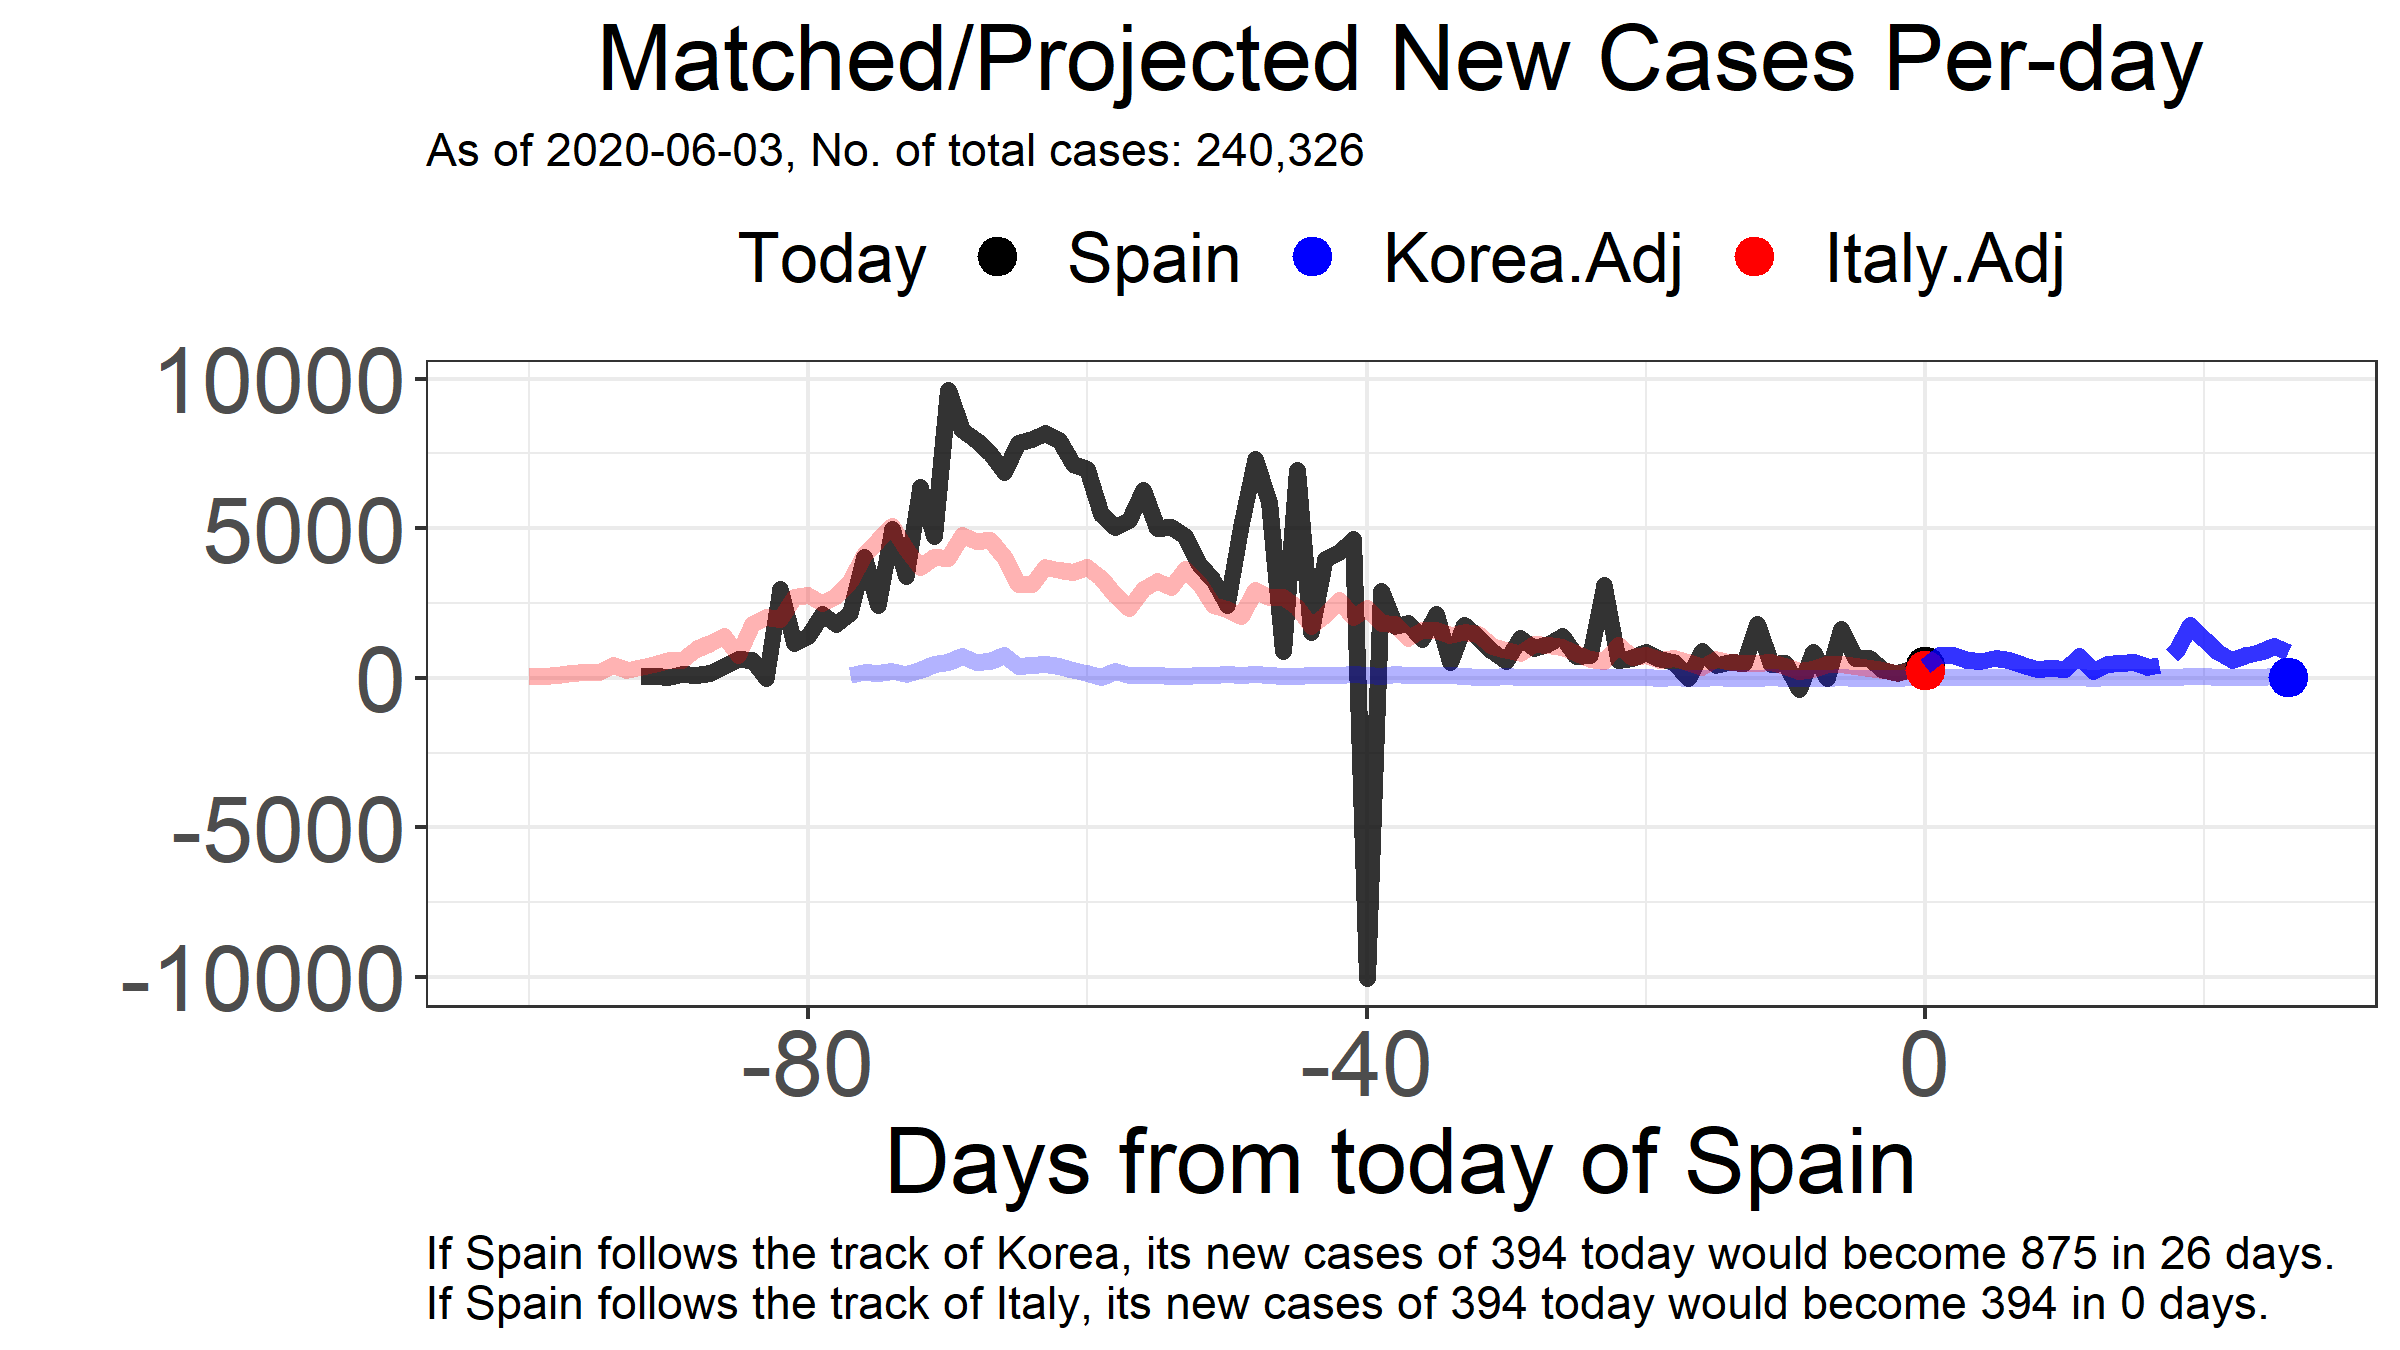 Matched/Projected New Cases Per-day
As of 2020-06-03, No. of total cases: 240,326
Today Spain Korea.Adj Italy.Adj
10000
5000
0
-5000
-10000
-80 -40 0
Days from today of Spain
If Spain follows the track of Korea, its new cases of 394 today would become 875 in 26 days.
If Spain follows the track of Italy, its new cases of 394 today would become 394 in 0 days.